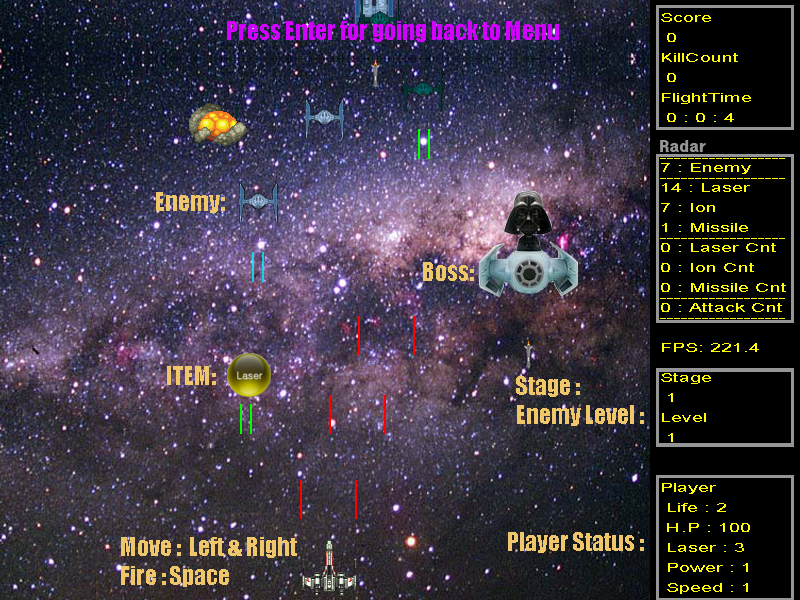 Press Enter for going back to Menu
Enemy:
Boss:
ITEM:
Laser
Stage :
Enemy Level :
Move : Left & Right
Fire : Space
Player Status :
Score
0
KillCount
0
FlightTime
0 : 0 : 4
Radar
7 : Enemy
14 : Laser
7 : Ion
1 : Missile
0 : Laser Cnt
0 : Ion Cnt
0 : Missile Cnt
0 : Attack Cnt
FPS: 221.4
Stage
1
Level
1
Player
Life : 2
H.P : 100
Laser : 3
Power : 1
Speed : 1